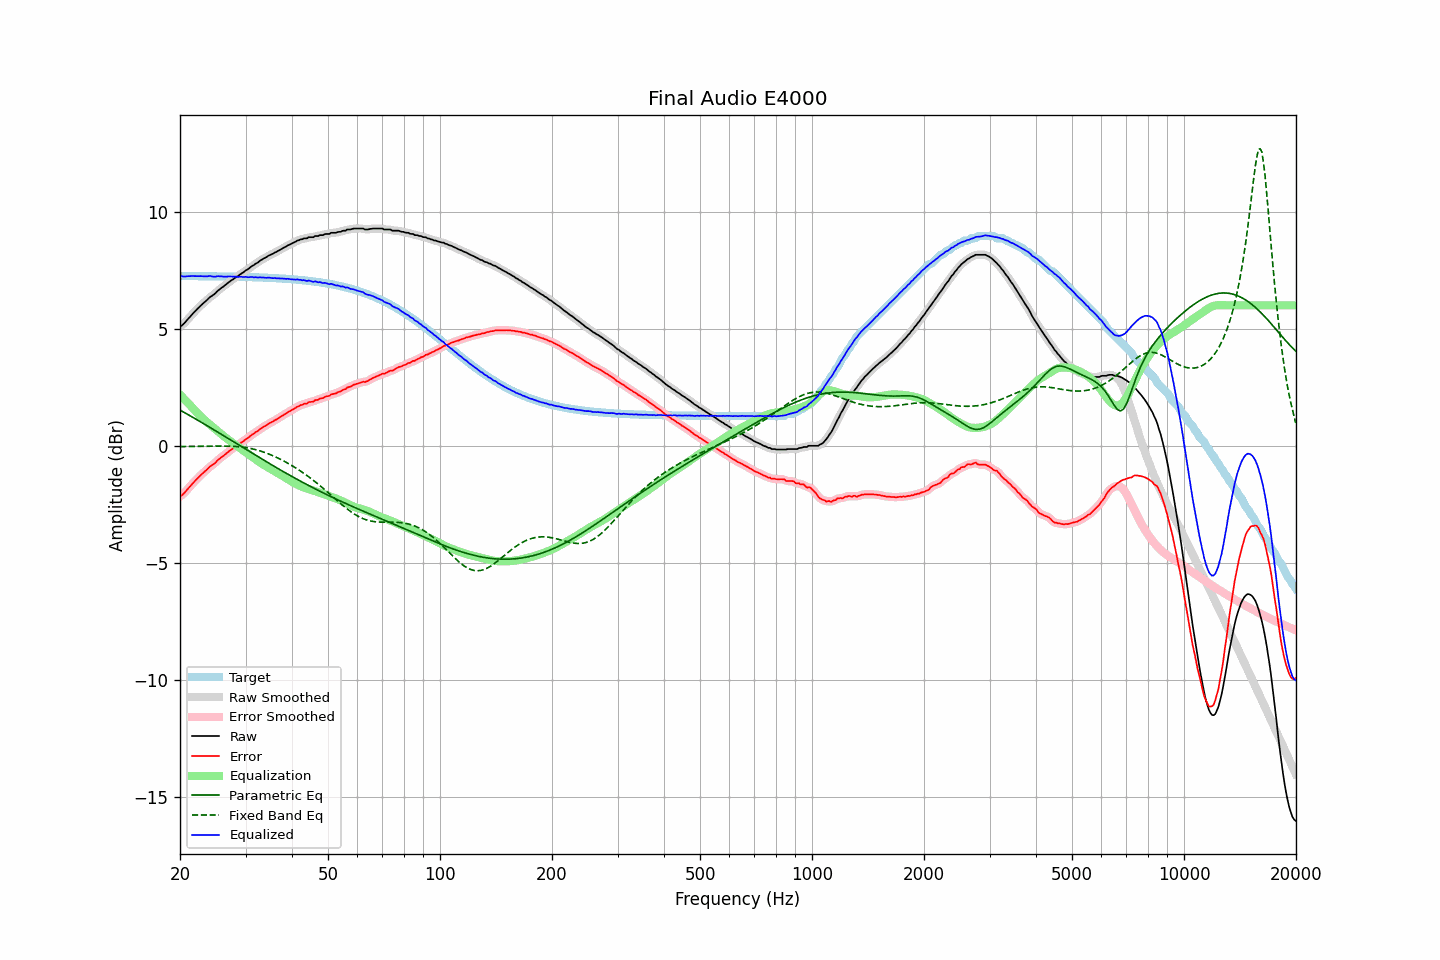 Final Audio E4000
Amplitude (dBr)
10
5
0
−5
−10
−15
Target
Raw Smoothed
Error Smoothed
Raw
Error
Equalization
Parametric Eq
Fixed Band Eq
Equalized
20 50 100 200 500 1000 2000 5000 10000 20000
Frequency (Hz)